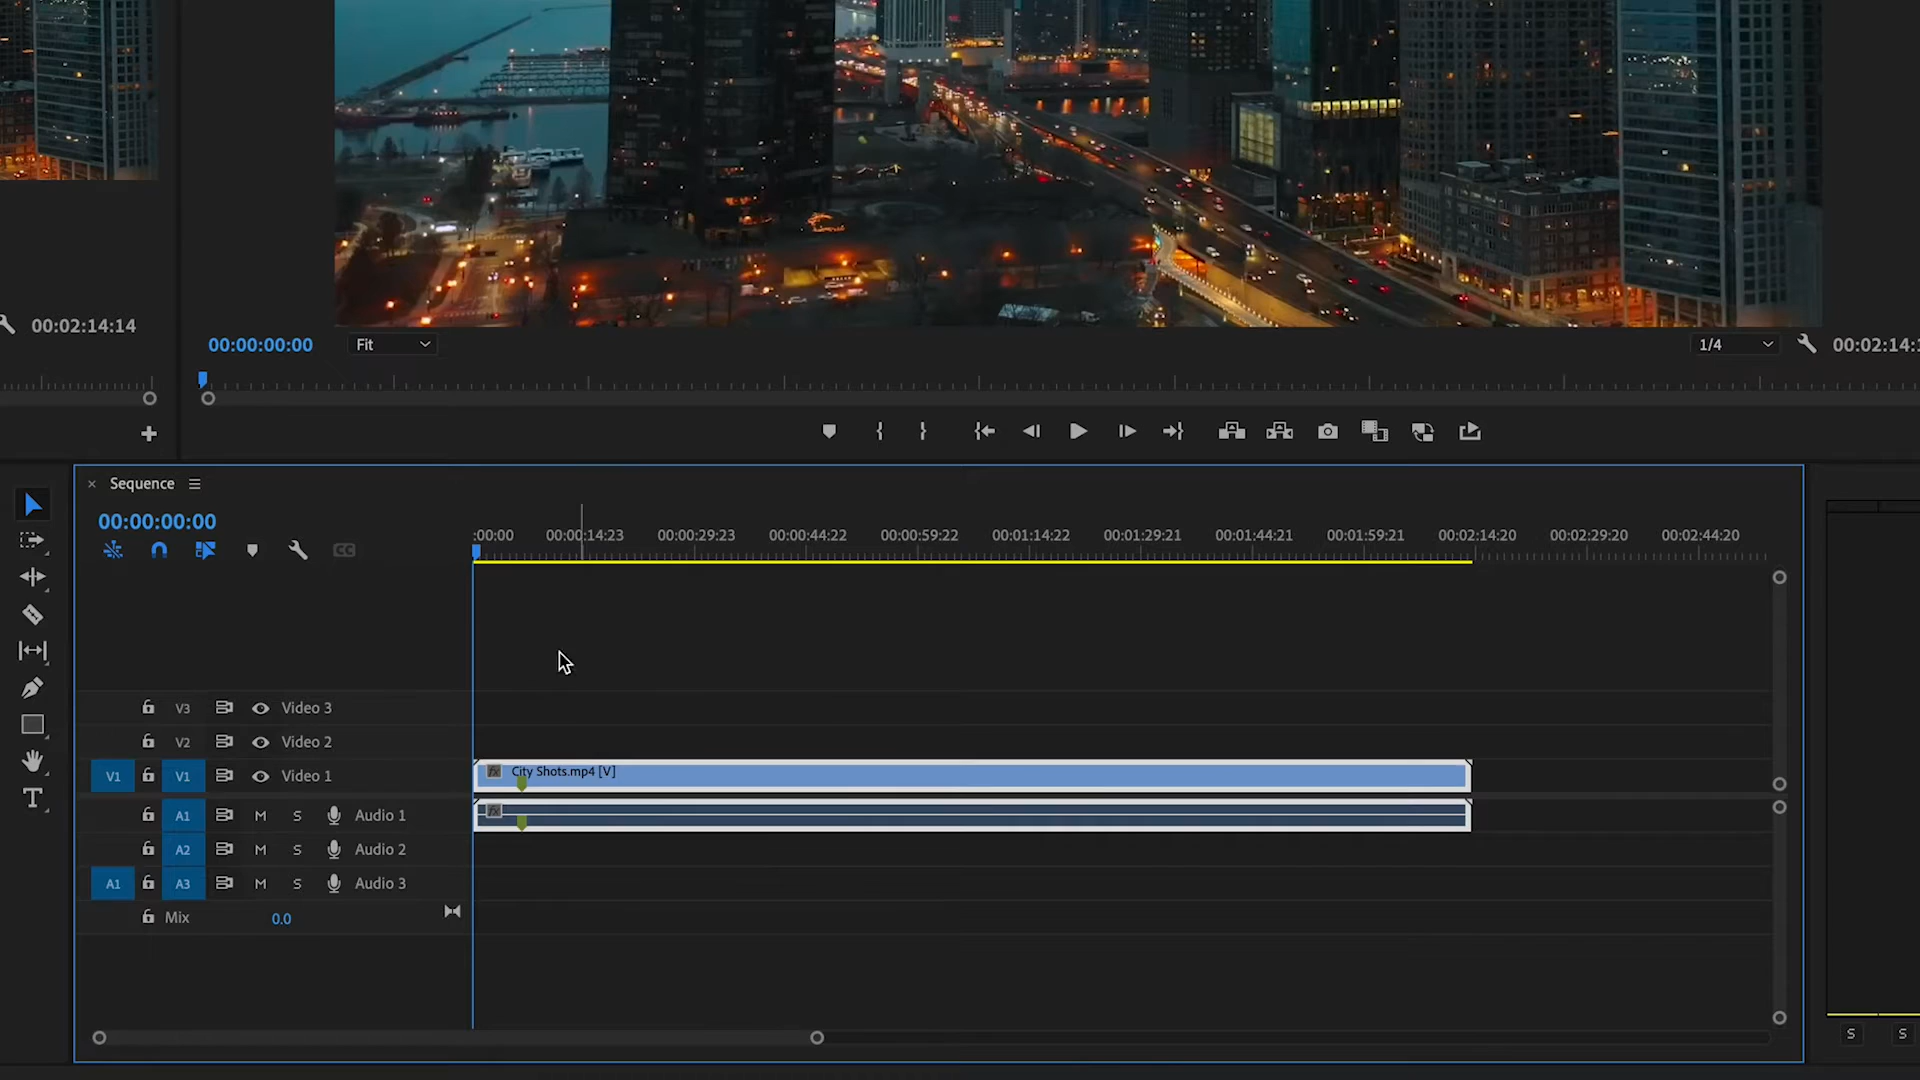 00:02:14:14
00:00:00:00
Fit
1/4
00:02:14:1
Sequence
00:00:00:00
:00:00
00:00:14:23
00:00:29:23
00:00:44:22
00:00:59:22
00:01:14:22
00:01:29:21
00:01:44:21
00:01:59:21
00:02:14:20
00:02:29:20
00:02:44:20
CC
V3 Video 3
V2 Video 2
V1 V1 Video 1
fx City Shots.mp4 [V]
A1 M S Audio 1
fx
A2 M S Audio 2
A1 A3 M S Audio 3
Mix 0.0
S S